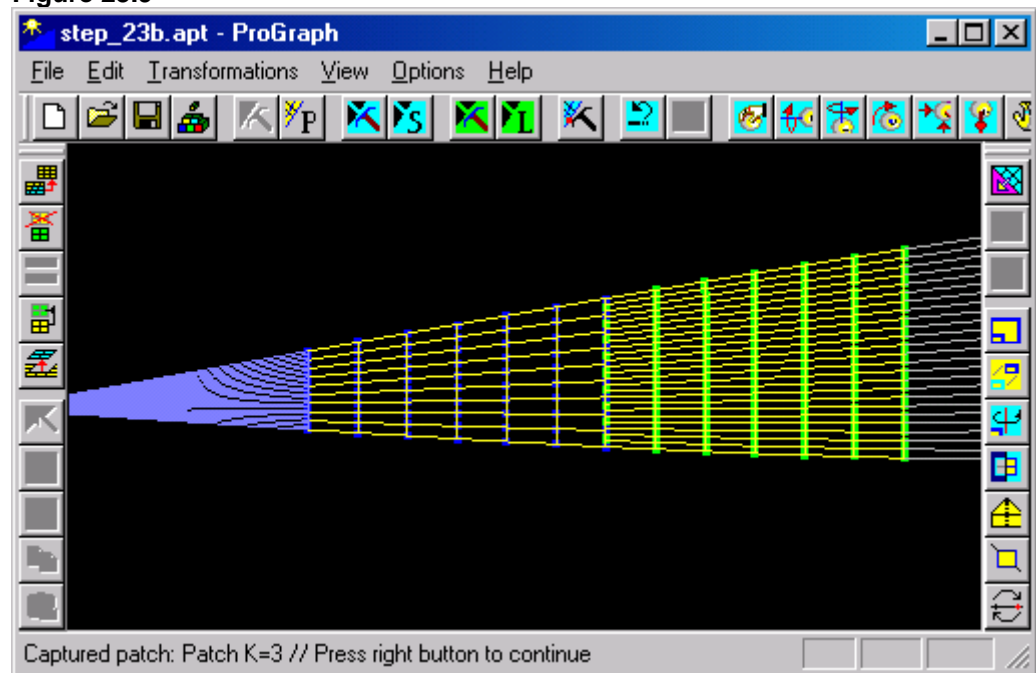 step_23b.apt - ProGraph
File Edit Transformations View Options Help
P S L
Captured patch: Patch K=3 // Press right button to continue